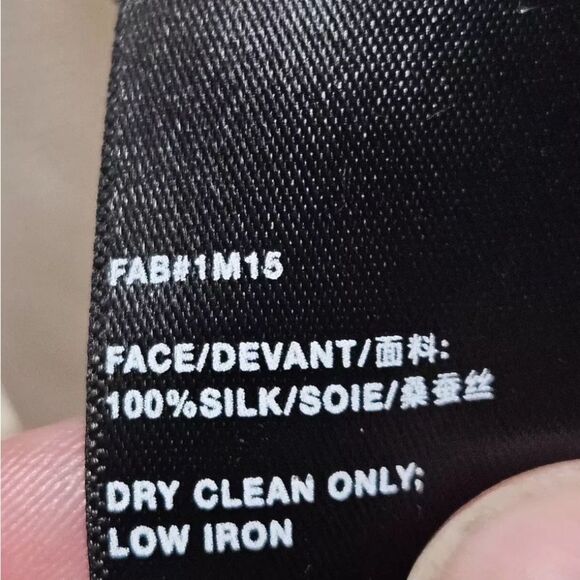 FAB#1M15
FACE/DEVANT/面料:
100%SILK/SOIE/桑蚕丝
DRY CLEAN ONLY;
LOW IRON